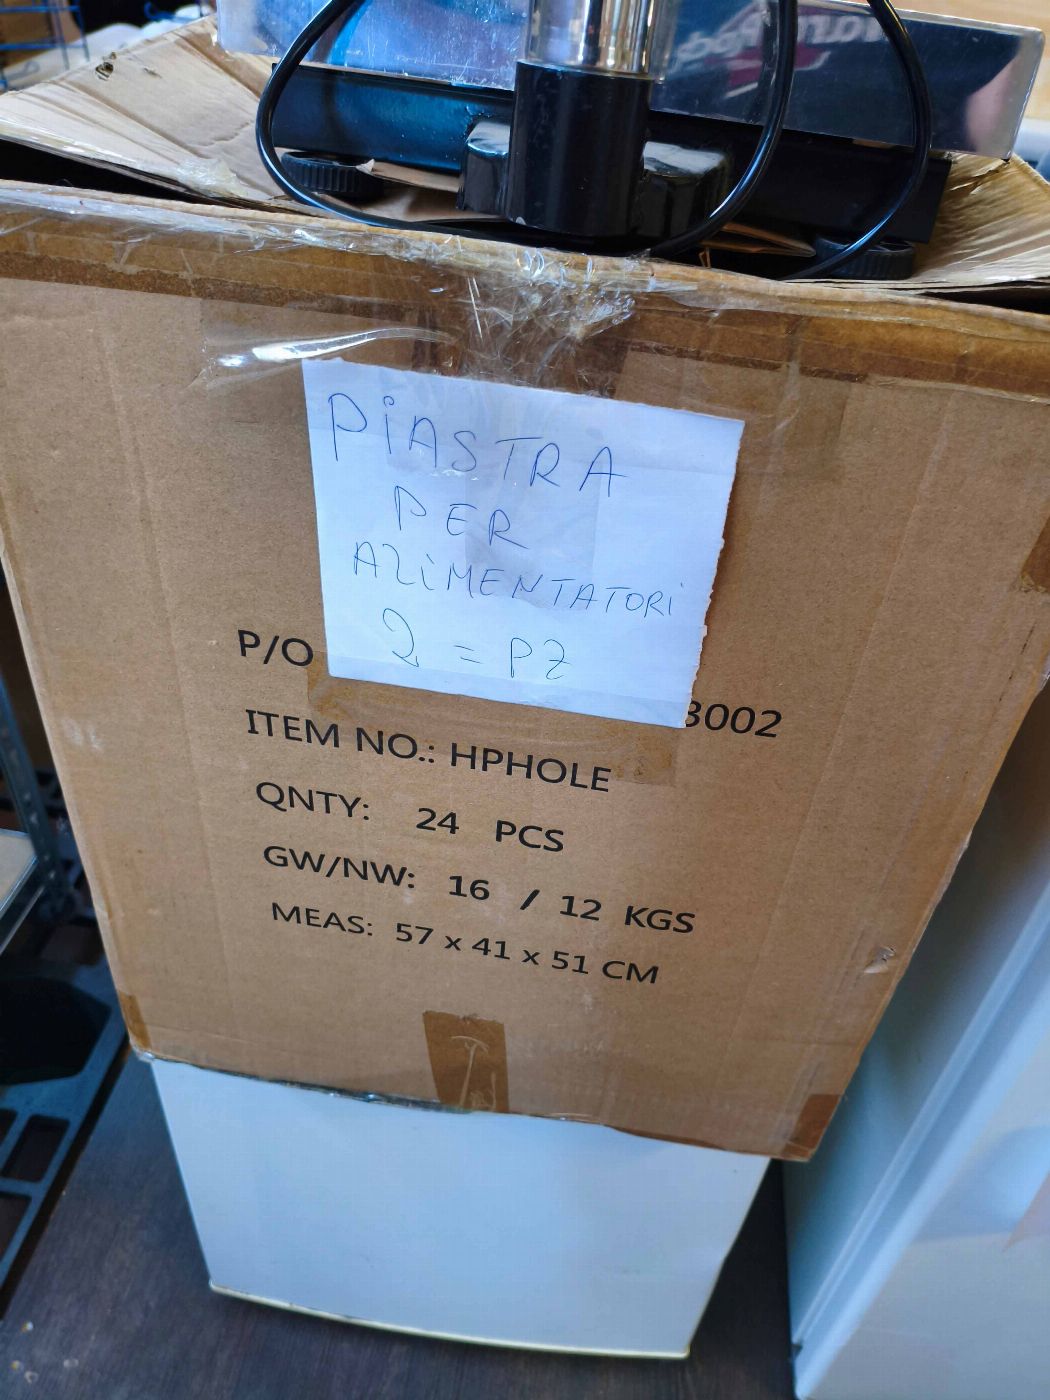 PiASTRA
PER
ALiMENTATORi
2 = PZ
P/O
3002
ITEM NO.: HPHOLE
QNTY: 24 PCS
GW/NW: 16 / 12 KGS
MEAS: 57 x 41 x 51 CM